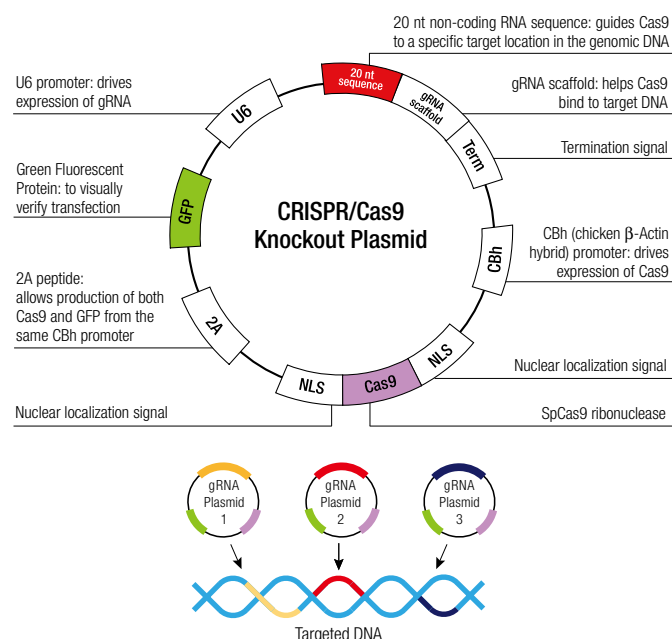 20 nt non-coding RNA sequence: guides Cas9
to a specific target location in the genomic DNA
U6 promoter: drives
expression of gRNA
20 nt
sequence
gRNA
scaffold
gRNA scaffold: helps Cas9
bind to target DNA
U6
Term
Termination signal
Green Fluorescent
Protein: to visually
verify transfection
GFP
CRISPR/Cas9
Knockout Plasmid
CBh
CBh (chicken β-Actin
hybrid) promoter: drives
expression of Cas9
2A peptide:
allows production of both
Cas9 and GFP from the
same CBh promoter
2A
NLS
Cas9
NLS
Nuclear localization signal
Nuclear localization signal
SpCas9 ribonuclease
gRNA
Plasmid
1
gRNA
Plasmid
2
gRNA
Plasmid
3
Targeted DNA